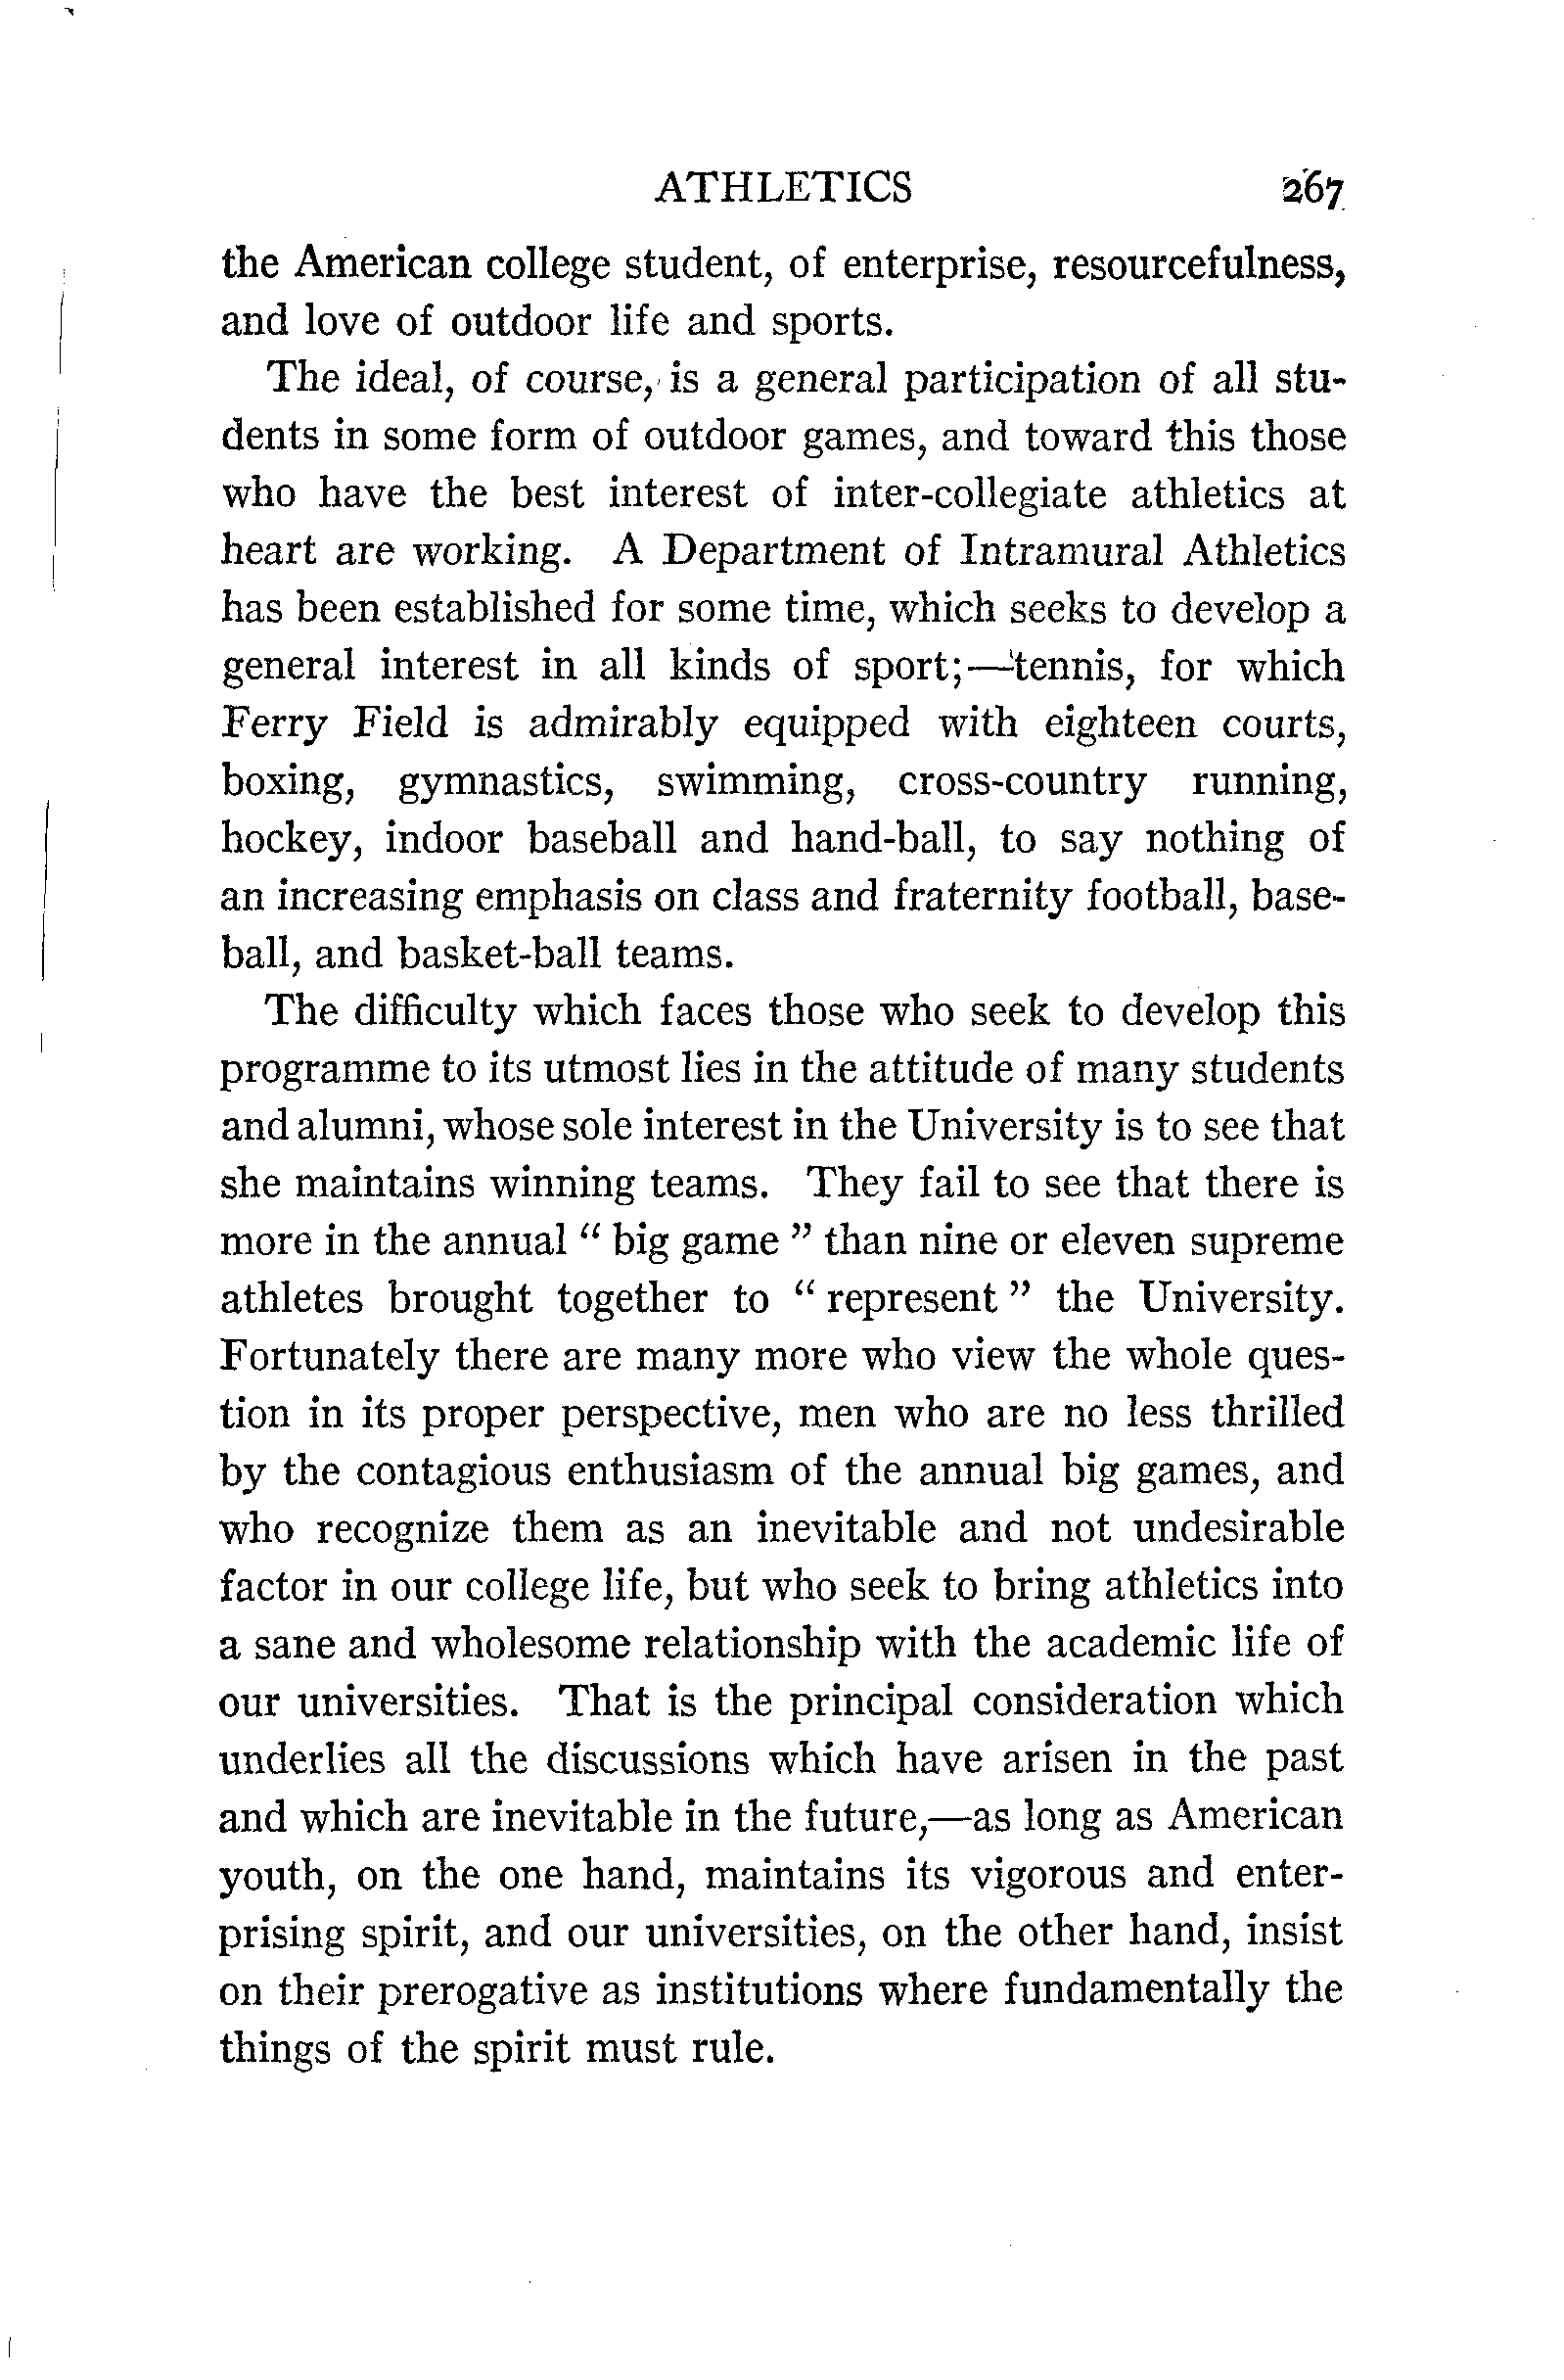 ATHLETICS 267
the American college student, of enterprise, resourcefulness,
and love of outdoor life and sports.
The ideal, of course, is a general participation of all stu-
dents in some form of outdoor games, and toward this those
who have the best interest of inter-collegiate athletics at
heart are working. A Department of Intramural Athletics
has been established for some time, which seeks to develop a
general interest in all kinds of sport;—tennis, for which
Ferry Field is admirably equipped with eighteen courts,
boxing, gymnastics, swimming, cross-country running,
hockey, indoor baseball and hand-ball, to say nothing of
an increasing emphasis on class and fraternity football, base-
ball, and basket-ball teams.
The difficulty which faces those who seek to develop this
programme to its utmost lies in the attitude of many students
and alumni, whose sole interest in the University is to see that
she maintains winning teams. They fail to see that there is
more in the annual " big game " than nine or eleven supreme
athletes brought together to " represent " the University.
Fortunately there are many more who view the whole ques-
tion in its proper perspective, men who are no less thrilled
by the contagious enthusiasm of the annual big games, and
who recognize them as an inevitable and not undesirable
factor in our college life, but who seek to bring athletics into
a sane and wholesome relationship with the academic life of
our universities. That is the principal consideration which
underlies all the discussions which have arisen in the past
and which are inevitable in the future,—as long as American
youth, on the one hand, maintains its vigorous and enter-
prising spirit, and our universities, on the other hand, insist
on their prerogative as institutions where fundamentally the
things of the spirit must rule.